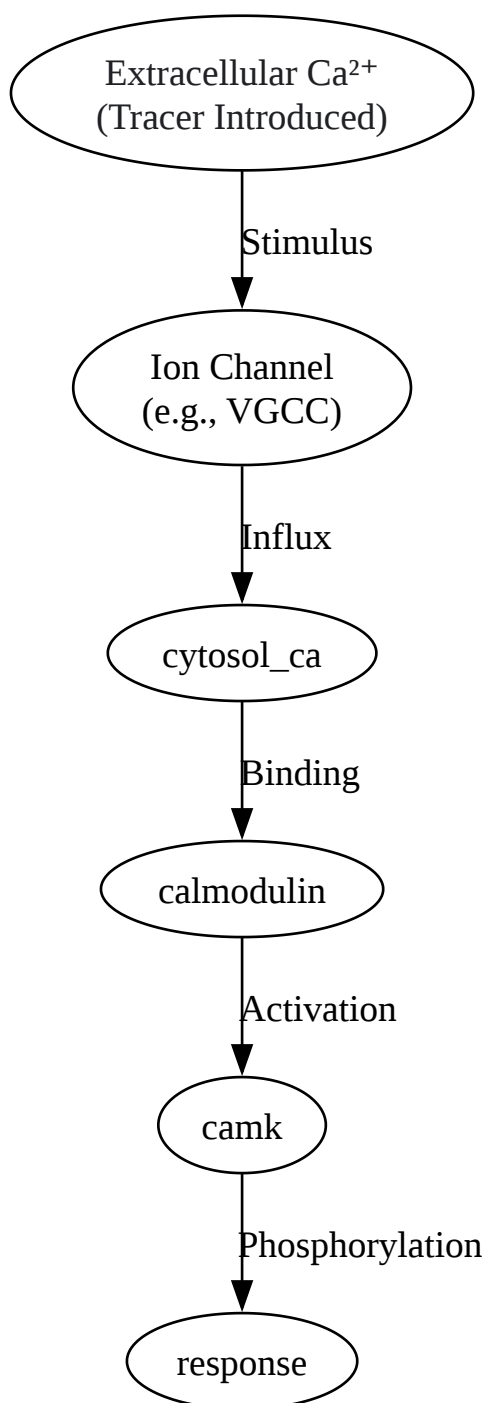 Extracellular Ca²⁺
(Tracer Introduced)
Stimulus
Ion Channel
(e.g., VGCC)
Influx
cytosol_ca
Binding
calmodulin
Activation
camk
Phosphorylation
response